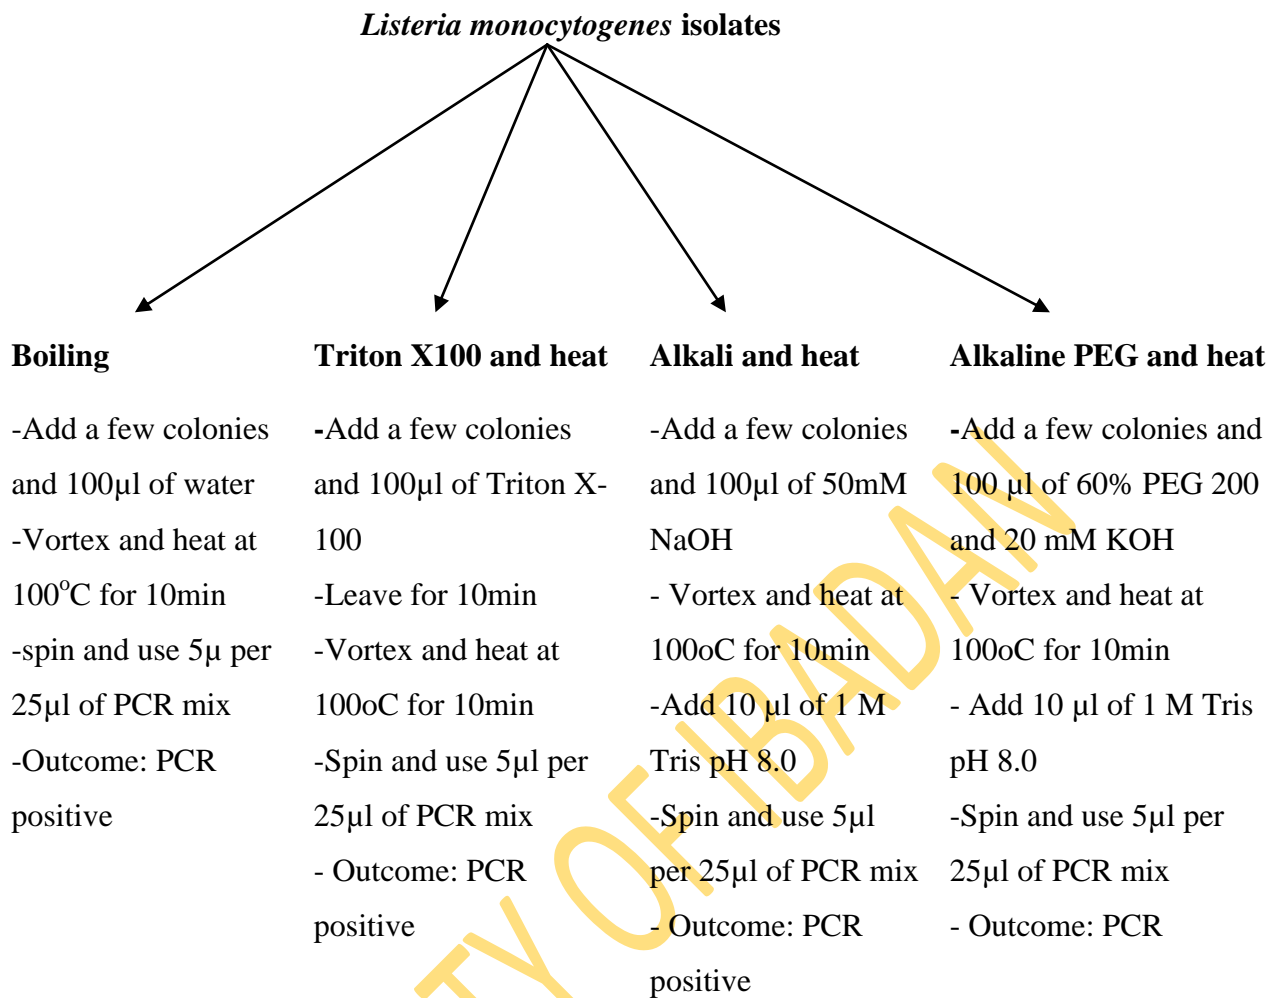 Listeria monocytogenes isolates
Boiling
-Add a few colonies
and 100µl of water
-Vortex and heat at
100oC for 10min
-spin and use 5µ per
25µl of PCR mix
-Outcome: PCR
positive
Triton X100 and heat
-Add a few colonies
and 100µl of Triton X-
100
-Leave for 10min
-Vortex and heat at
100oC for 10min
-Spin and use 5µl per
25µl of PCR mix
- Outcome: PCR
positive
Alkali and heat
-Add a few colonies
and 100µl of 50mM
NaOH
- Vortex and heat at
100oC for 10min
-Add 10 µl of 1 M
Tris pH 8.0
-Spin and use 5µl
per 25µl of PCR mix
- Outcome: PCR
positive
Alkaline PEG and heat
-Add a few colonies and
100 µl of 60% PEG 200
and 20 mM KOH
- Vortex and heat at
100oC for 10min
- Add 10 µl of 1 M Tris
pH 8.0
-Spin and use 5µl per
25µl of PCR mix
- Outcome: PCR
TY OF IBADAN